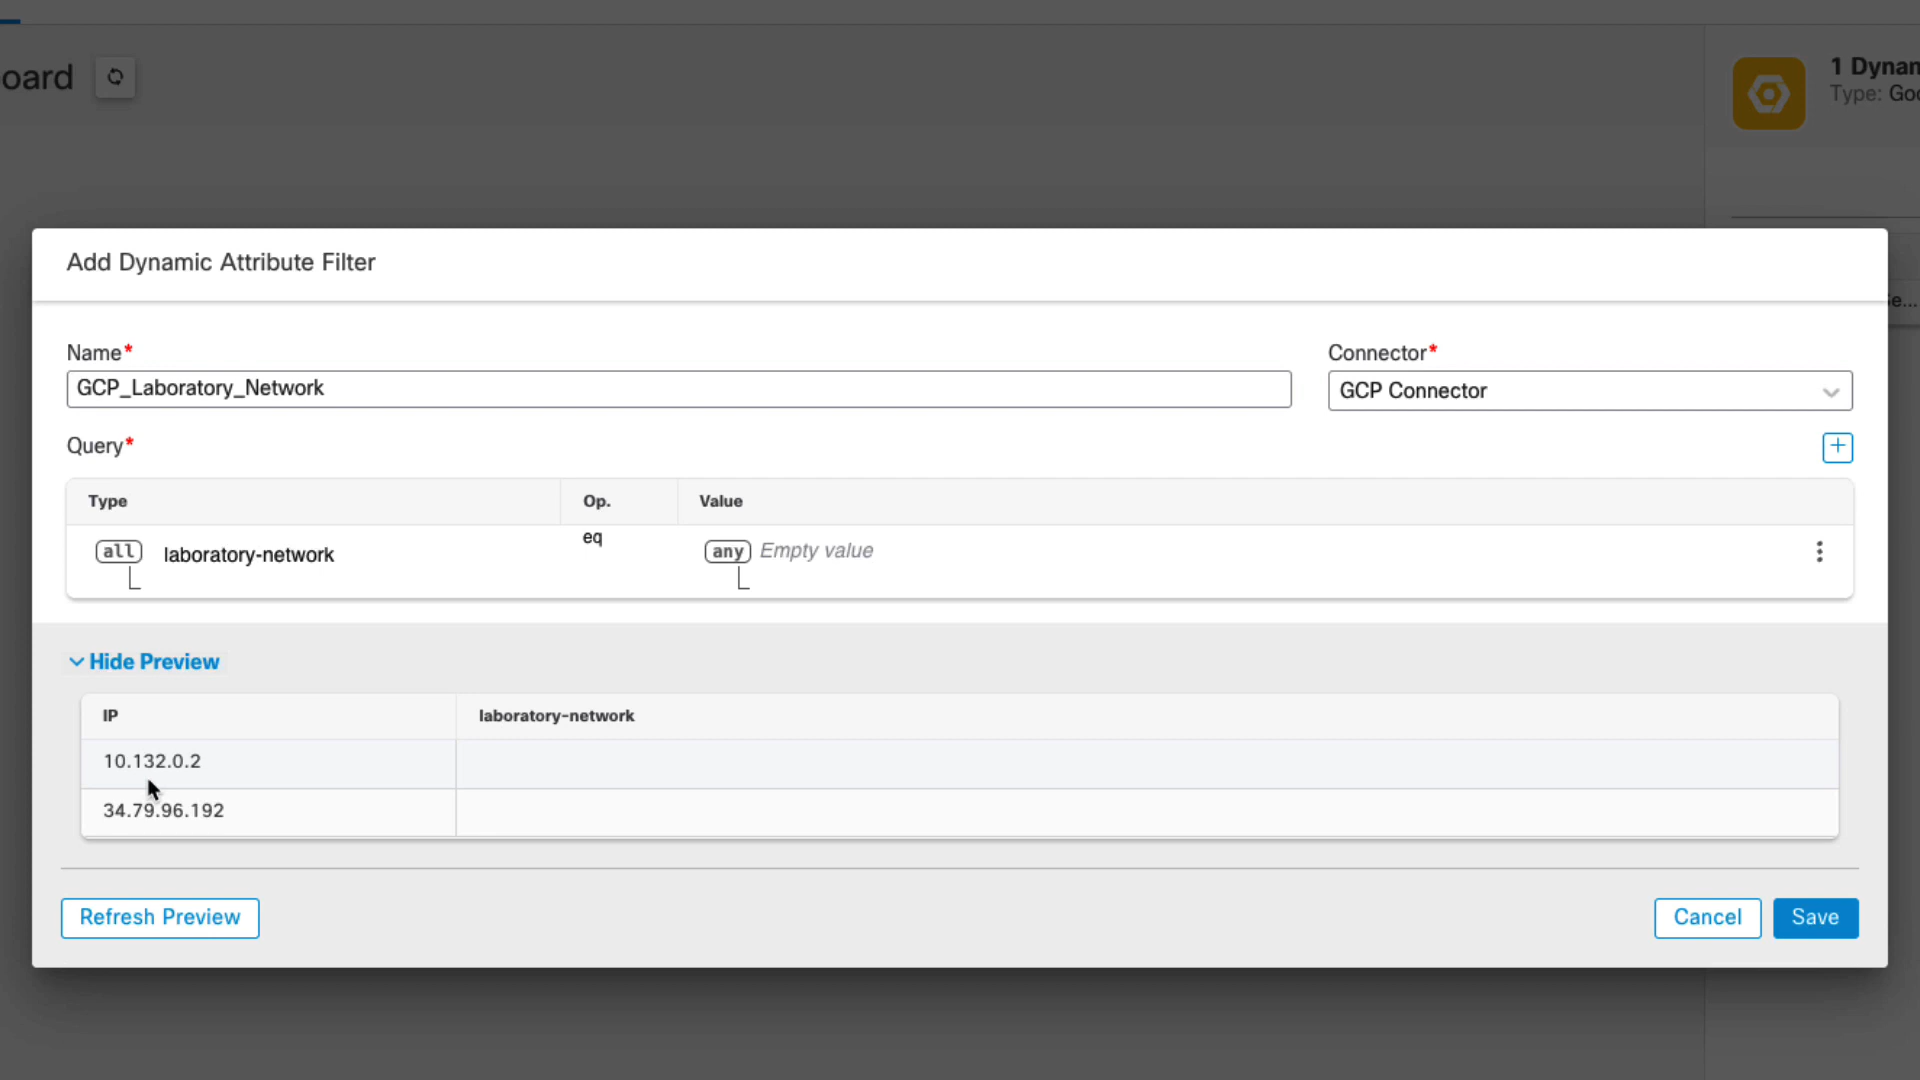 oard
1 Dynam
Type: Goo
Add Dynamic Attribute Filter
Name*
Connector*
GCP_Laboratory_Network
GCP Connector
Query*
Type Op. Value
all laboratory-network eq any Empty value
Hide Preview
IP laboratory-network
10.132.0.2
34.79.96.192
Refresh Preview Cancel Save